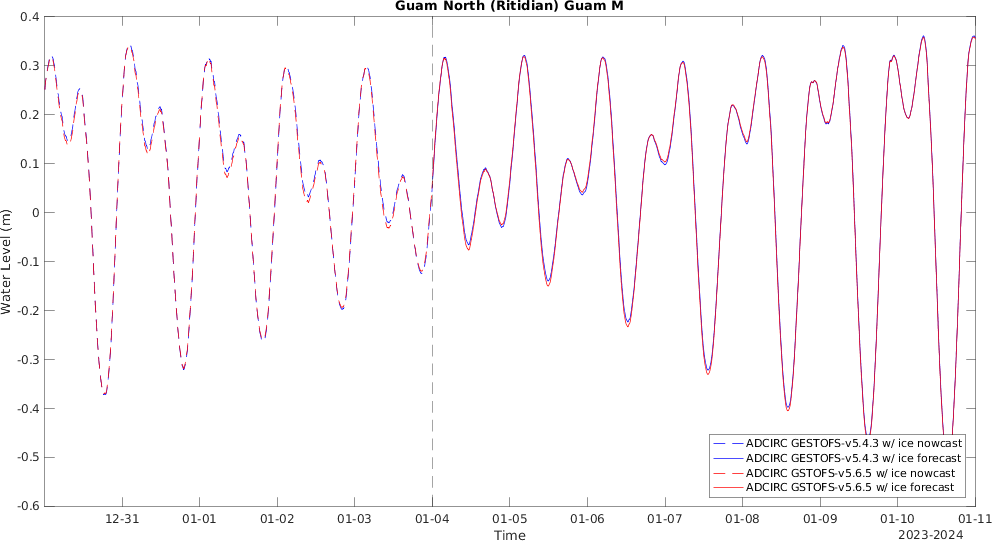 Guam North (Ritidian) Guam M
0.4
0.3
0.2
0.1
0
-0.1
-0.2
-0.3
-0.4
-0.5
-0.6
Water Level (m)
ADCIRC GESTOFS-v5.4.3 w/ ice nowcast
ADCIRC GESTOFS-v5.4.3 w/ ice forecast
ADCIRC GSTOFS-v5.6.5 w/ ice nowcast
ADCIRC GSTOFS-v5.6.5 w/ ice forecast
12-31 01-01 01-02 01-03 01-04 01-05 01-06 01-07 01-08 01-09 01-10 01-11
Time
2023-2024